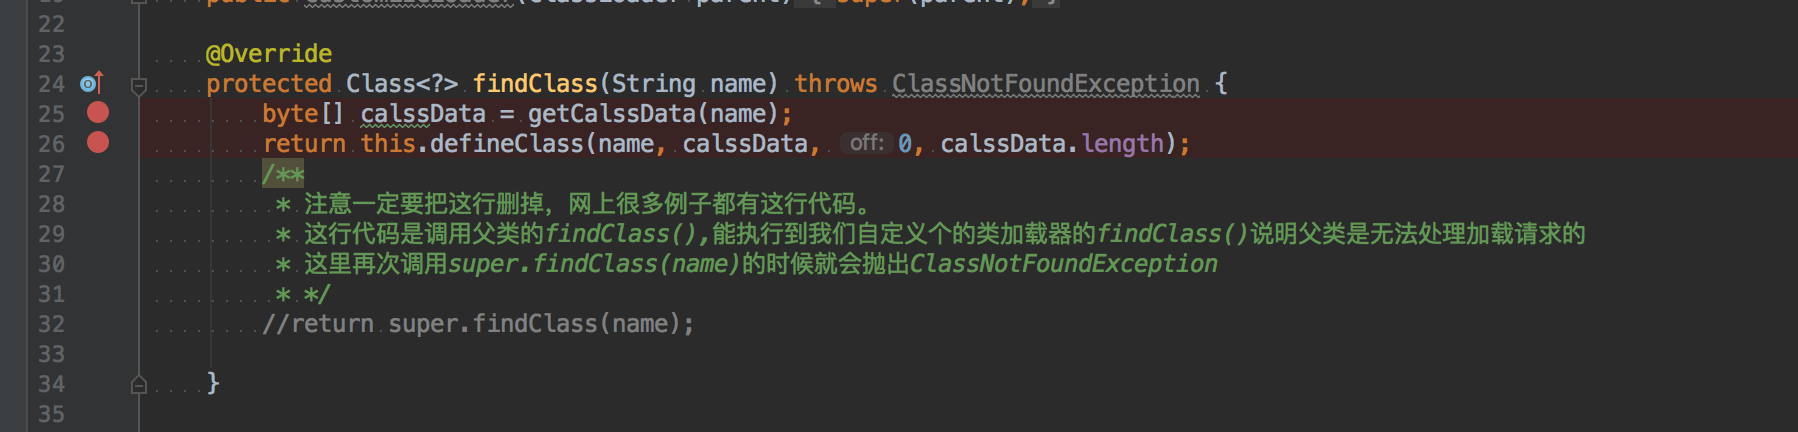 22
23 @Override
24 protected Class<?> findClass(String name) throws ClassNotFoundException {
25 byte[] calssData = getCalssData(name);
26 return this.defineClass(name, calssData, off: 0, calssData.length);
27 /**
28 * 注意一定要把这行删掉，网上很多例子都有这行代码。
29 * 这行代码是调用父类的findClass(),能执行到我们自定义个的类加载器的findClass()说明父类是无法处理加载请求的
30 * 这里再次调用super.findClass(name)的时候就会抛出ClassNotFoundException
31 * */
32 //return super.findClass(name);
33
34 }
35